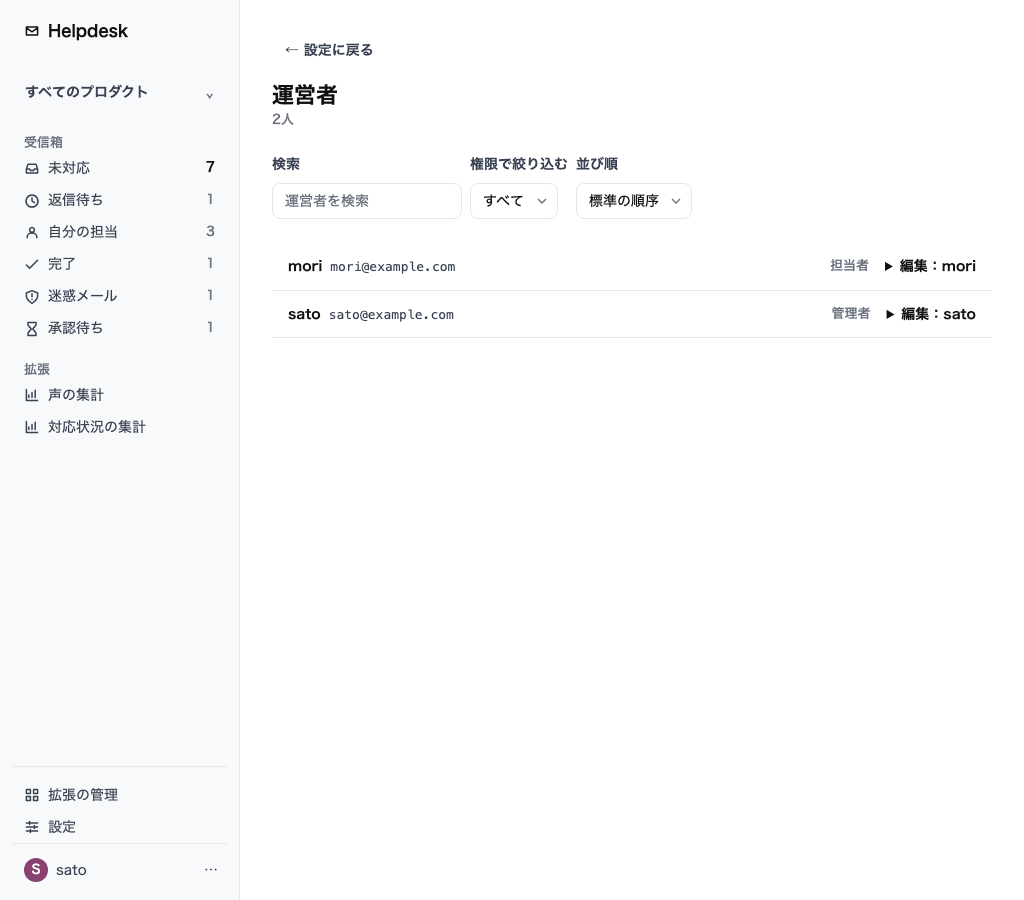 Helpdesk
すべてのプロダクト
受信箱
未対応 7
返信待ち 1
自分の担当 3
完了 1
迷惑メール 1
承認待ち 1
拡張
声の集計
対応状況の集計
拡張の管理
設定
S sato ...
← 設定に戻る
運営者
2人
検索 権限で絞り込む 並び順
運営者を検索 すべて 標準の順序
mori mori@example.com 担当者 ▶ 編集：mori
sato sato@example.com 管理者 ▶ 編集：sato